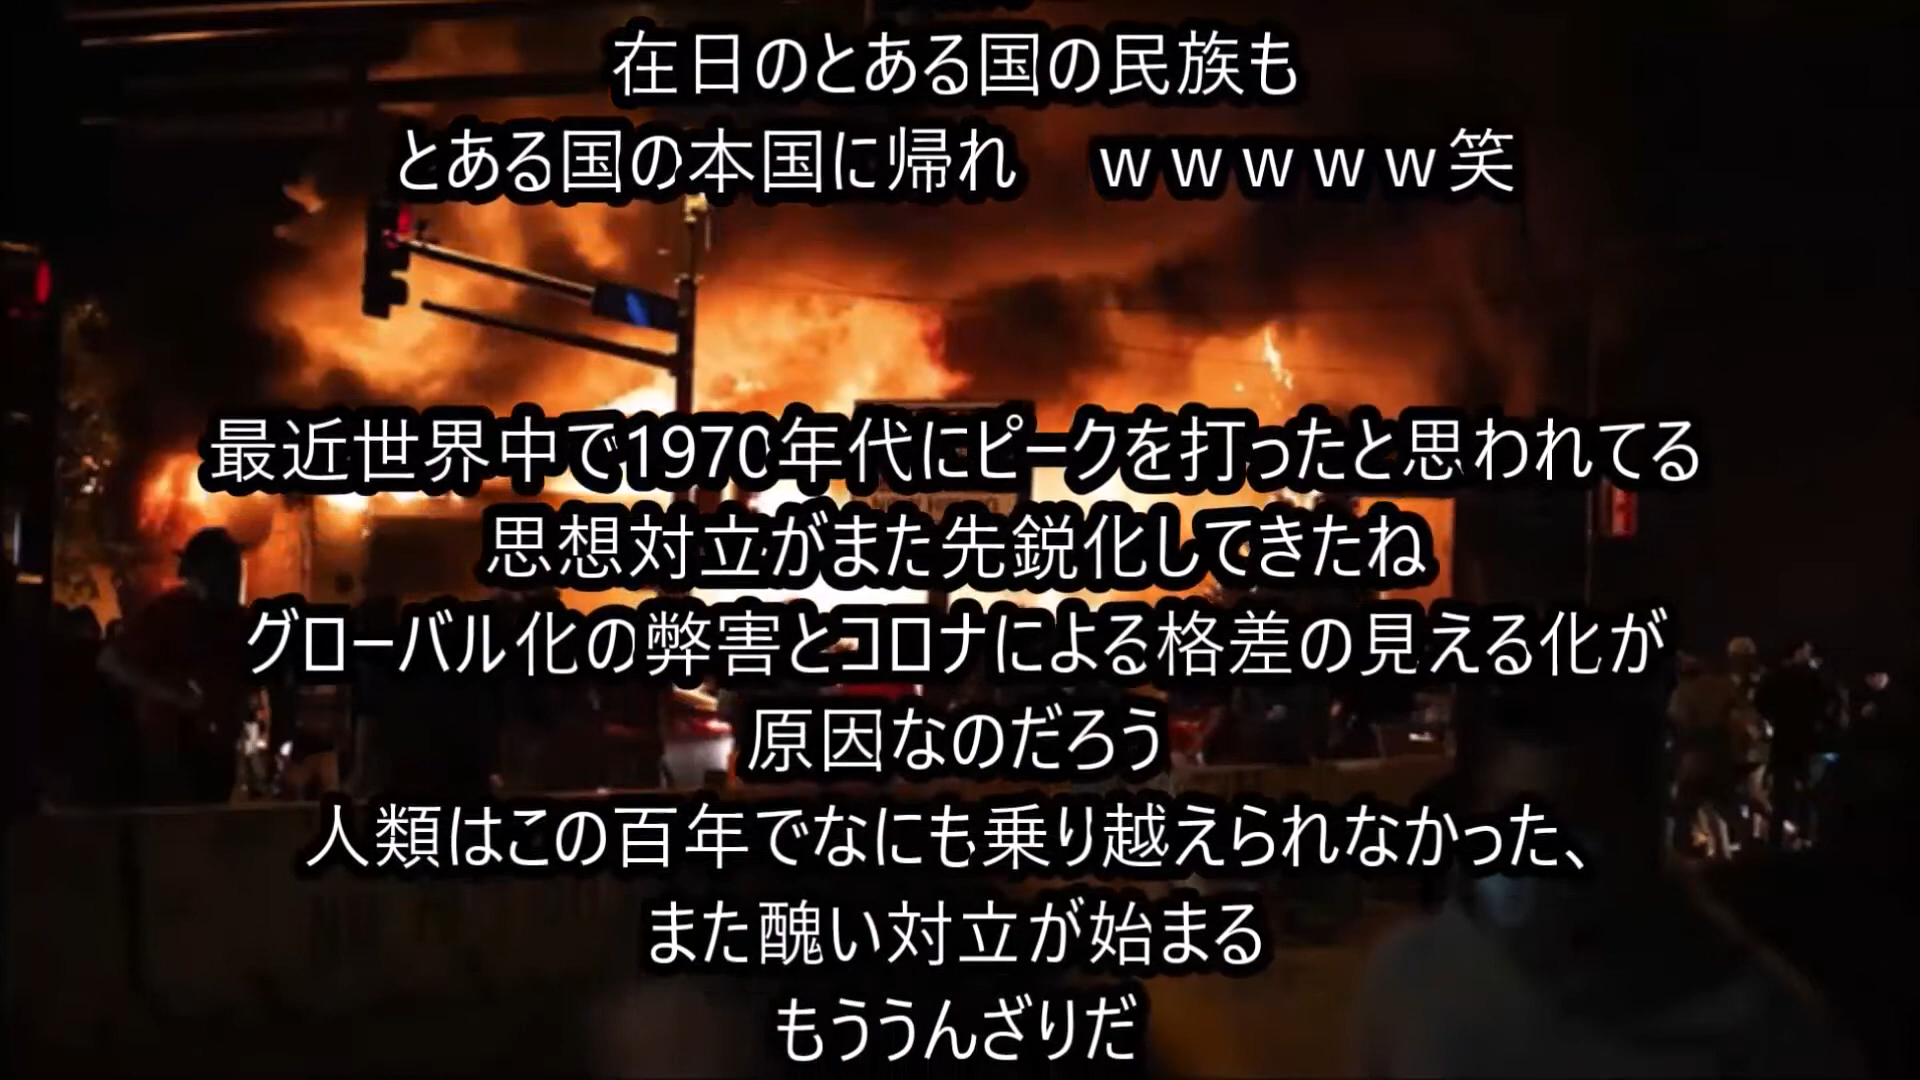 在日のとある国の民族も
とある国の本国に帰れ　ｗｗｗｗｗ笑
最近世界中で1970年代にピークを打ったと思われてる
思想対立がまた先鋭化してきたね
グローバル化の弊害とコロナによる格差の見える化が
原因なのだろう
人類はこの百年でなにも乗り越えられなかった、
また醜い対立が始まる
もううんざりだ